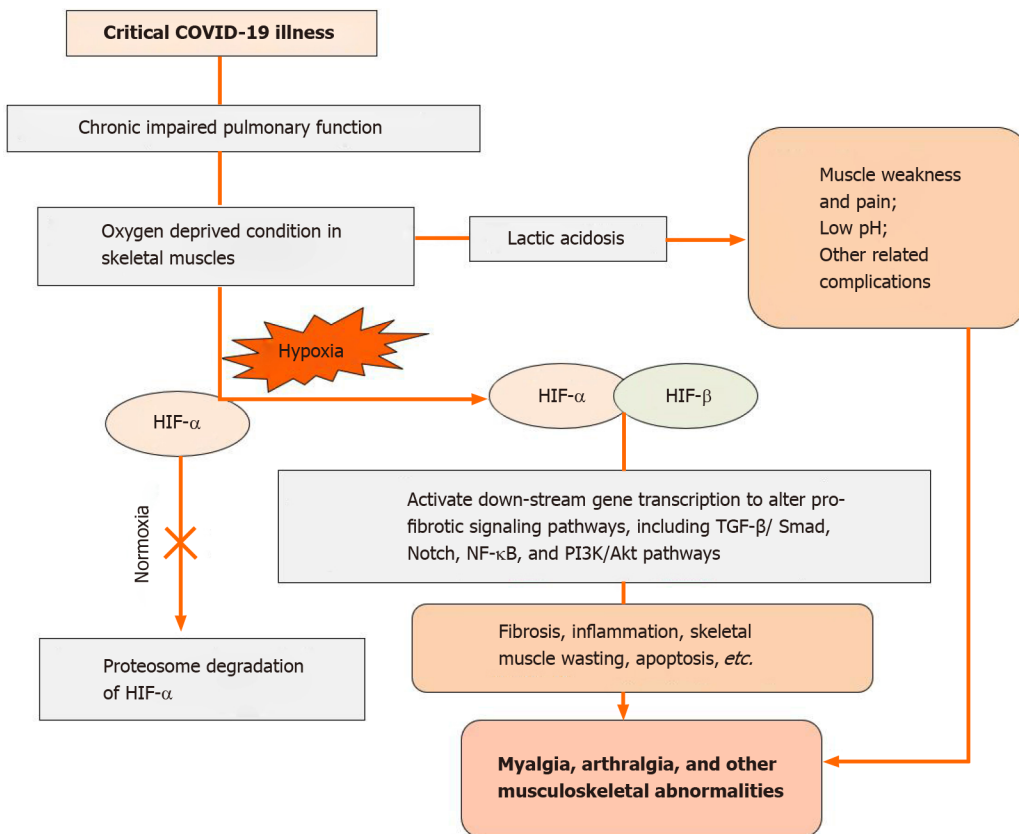 Critical COVID-19 illness
Chronic impaired pulmonary function
Oxygen deprived condition in
skeletal muscles
Lactic acidosis
Muscle weakness
and pain;
Low pH;
Other related
complications
Hypoxia
HIF-α
HIF-α
HIF-β
Normoxia
Activate down-stream gene transcription to alter pro-
fibrotic signaling pathways, including TGF-β/ Smad,
Notch, NF-κB, and PI3K/Akt pathways
Proteosome degradation
of HIF-α
Fibrosis, inflammation, skeletal
muscle wasting, apoptosis, etc.
Myalgia, arthralgia, and other
musculoskeletal abnormalities